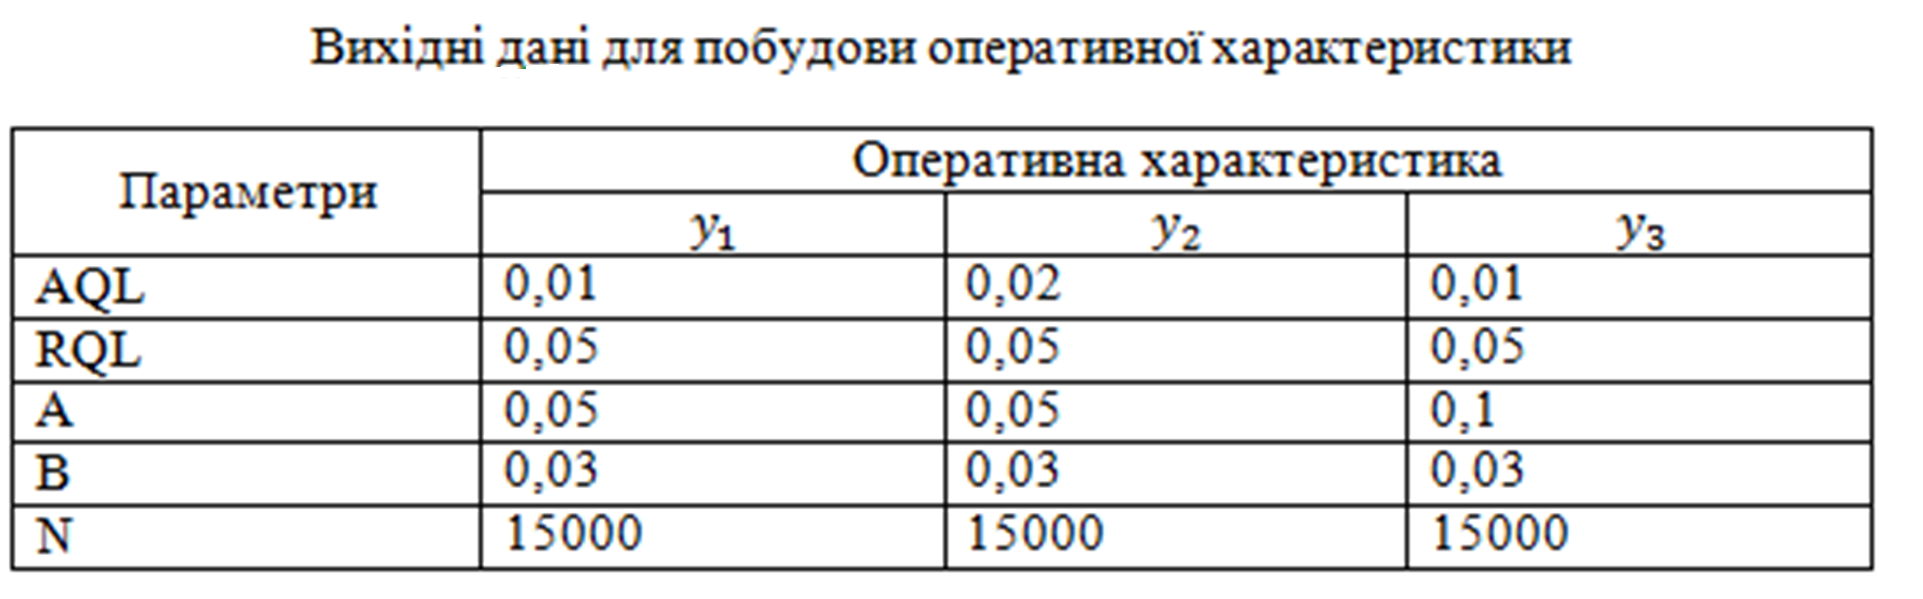 Вихідні дані для побудови оперативної характеристики
Параметри
Оперативна характеристика
y₁ y₂ y₃
AQL 0,01 0,02 0,01
RQL 0,05 0,05 0,05
A 0,05 0,05 0,1
B 0,03 0,03 0,03
N 15000 15000 15000